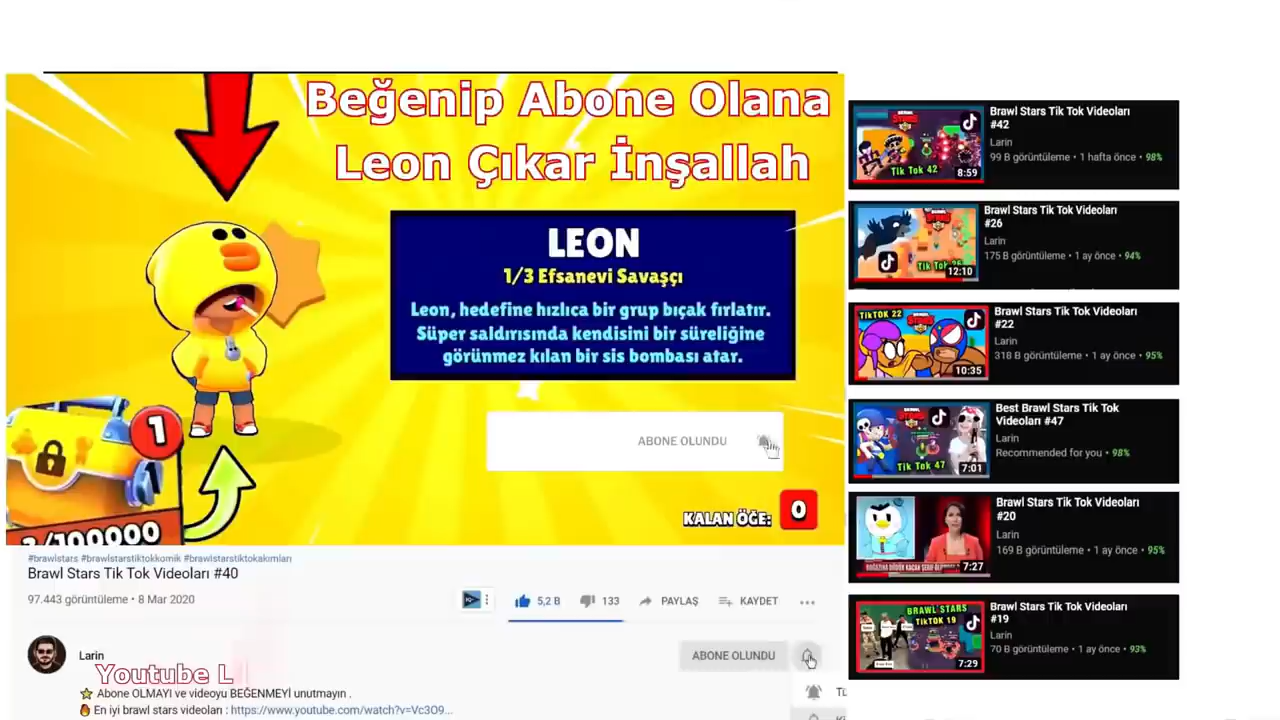 Beğenip Abone Olana
Leon Çıkar İnşallah
LEON
1/3 Efsanevi Savaşçı
Leon, hedefine hızlıca bir grup bıçak fırlatır.
Süper saldırısında kendisini bir süreliğine
görünmez kılan bir sis bombası atar.
1
ABONE OLUNDU
KALAN ÖĞE: 0
/100000
#brawlstars #brawlstarstiktokkomik #brawlstarstiktokakımları
Brawl Stars Tik Tok Videoları #40
97.443 görüntüleme • 8 Mar 2020
5,2 B 133 PAYLAŞ KAYDET
Larin
ABONE OLUNDU
Youtube L
Abone OLMAYI ve videoyu BEĞENMEYİ unutmayın .
En iyi brawl stars videoları : https://www.youtube.com/watch?v=Vc3O9...
Brawl Stars Tik Tok Videoları
#42
Larin
99 B görüntüleme • 1 hafta önce • 98%
Tik Tok 42
8:59
Brawl Stars Tik Tok Videoları
#26
Larin
175 B görüntüleme • 1 ay önce • 94%
Tik Tok
12:10
Brawl Stars Tik Tok Videoları
#22
Larin
318 B görüntüleme • 1 ay önce • 95%
TikTOK 22
10:35
Best Brawl Stars Tik Tok
Videoları #47
Larin
Recommended for you • 98%
Tik Tok 47
7:01
Brawl Stars Tik Tok Videoları
#20
Larin
169 B görüntüleme • 1 ay önce • 95%
7:27
Brawl Stars Tik Tok Videoları
#19
Larin
70 B görüntüleme • 1 ay önce • 93%
BRAWL STARS
TikTOK 19
7:29